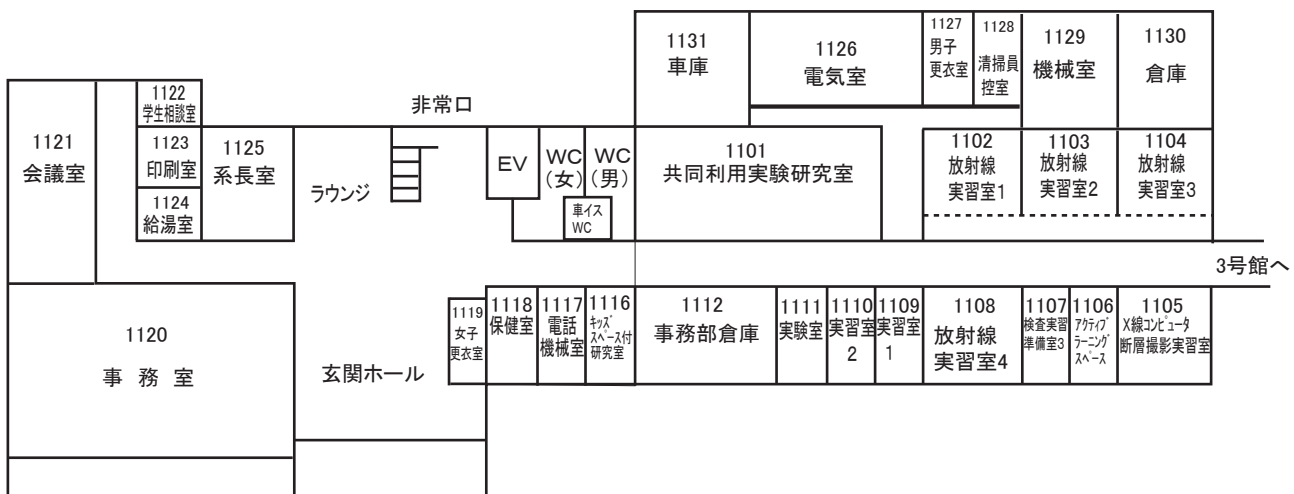 1131
車庫
1126
電気室
1127
男子
更衣室
1128
清掃員
控室
1129
機械室
1130
倉庫
1122
学生相談室
非常口
1121
会議室
1123
印刷室
1125
系長室
1124
給湯室
ラウンジ
EV
WC
(女)
WC
(男)
車イス
WC
1101
共同利用実験研究室
1102
放射線
実習室1
1103
放射線
実習室2
1104
放射線
実習室3
3号館へ
1120
事 務 室
玄関ホール
1119
女子
更衣室
1118
保健室
1117
電話
機械室
1116
キッズ
スペース付
研究室
1112
事務部倉庫
1111
実験室
1110
実習室
2
1109
実習室
1
1108
放射線
実習室4
1107
検査実習
準備室3
1106
アクティブ
ラーニング
スペース
1105
X線コンピュータ
断層撮影実習室